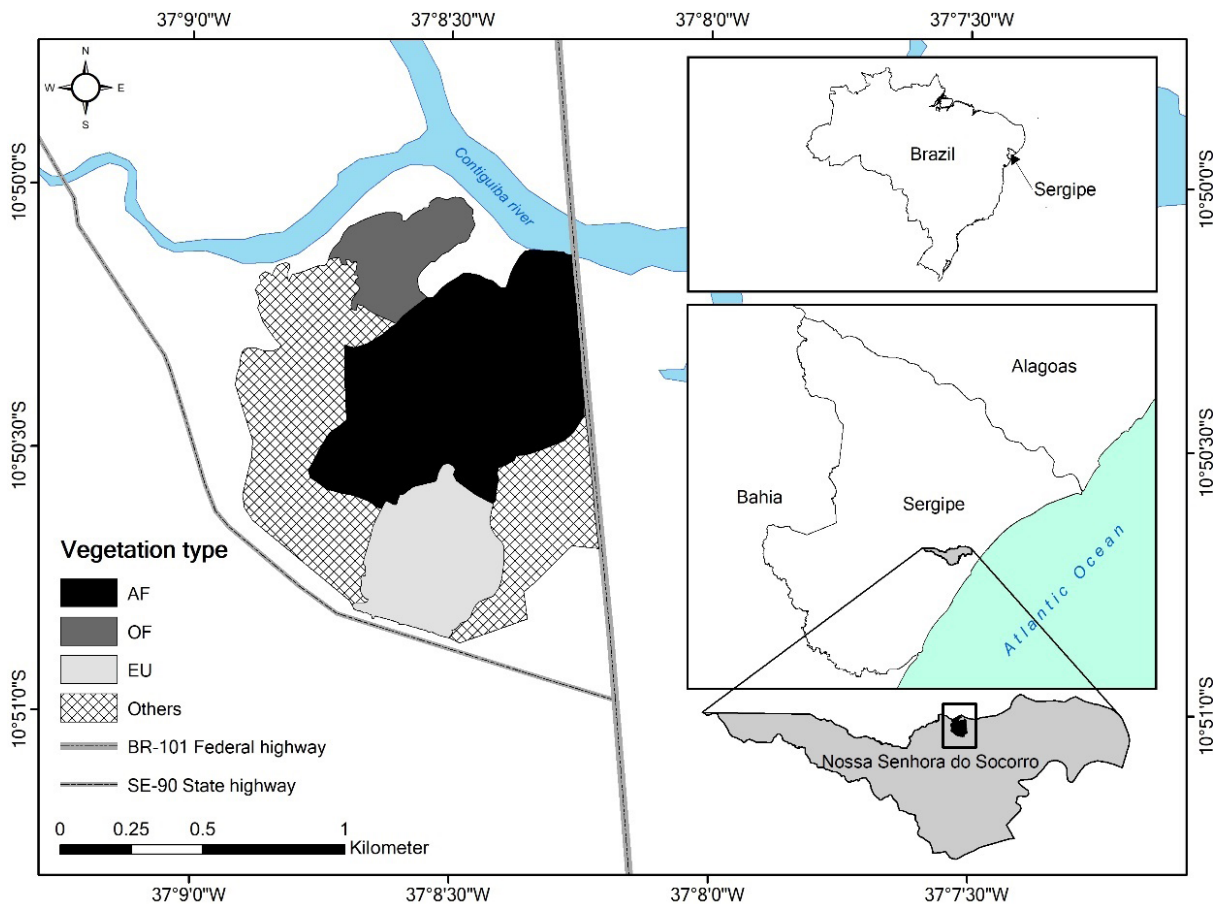 37°9'0"W 37°8'30"W 37°8'0"W 37°7'30"W
N
W E
S
10°50'0"S
10°50'30"S
10°51'0"S
Contiguiba river
Brazil
Sergipe
10°50'0"S
10°50'30"S
10°51'0"S
Alagoas
Bahia
Sergipe
Atlantic Ocean
Nossa Senhora do Socorro
Vegetation type
AF
OF
EU
Others
BR-101 Federal highway
SE-90 State highway
0 0.25 0.5 1
Kilometer
37°9'0"W 37°8'30"W 37°8'0"W 37°7'30"W